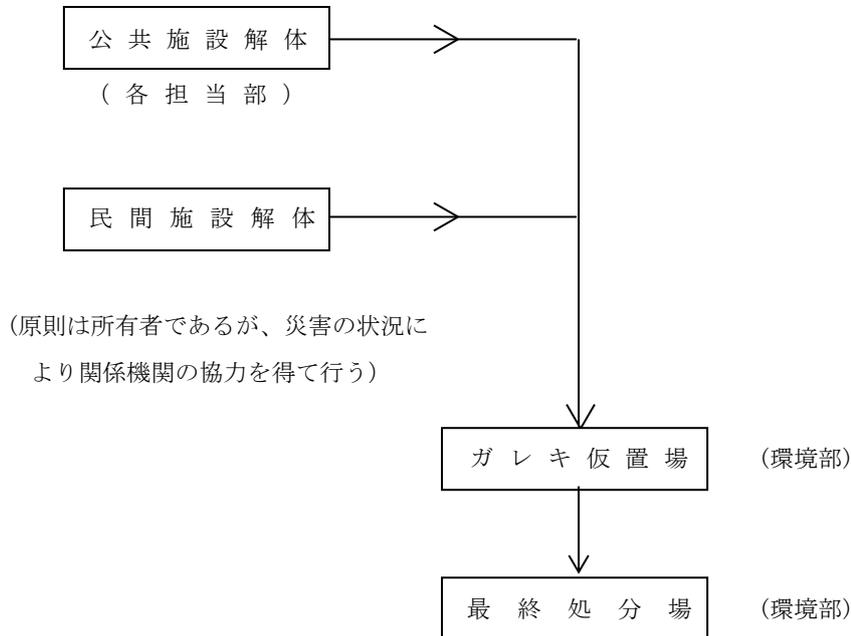 公共施設解体
(各担当部)
民間施設解体
(原則は所有者であるが、災害の状況に
より関係機関の協力を得て行う)
ガレキ仮置場 (環境部)
最終処分場 (環境部)